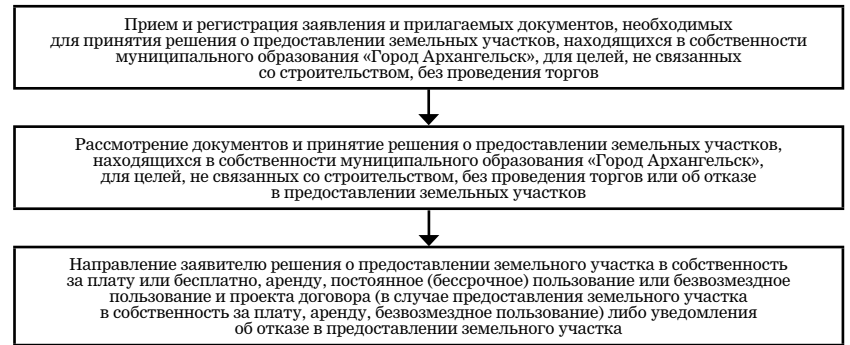 Прием и регистрация заявления и прилагаемых документов, необходимых
для принятия решения о предоставлении земельных участков, находящихся в собственности
муниципального образования «Город Архангельск», для целей, не связанных
со строительством, без проведения торгов
Рассмотрение документов и принятие решения о предоставлении земельных участков,
находящихся в собственности муниципального образования «Город Архангельск»,
для целей, не связанных со строительством, без проведения торгов или об отказе
в предоставлении земельных участков
Направление заявителю решения о предоставлении земельного участка в собственность
за плату или бесплатно, аренду, постоянное (бессрочное) пользование или безвозмездное
пользование и проекта договора (в случае предоставления земельного участка
в собственность за плату, аренду, безвозмездное пользование) либо уведомления
об отказе в предоставлении земельного участка